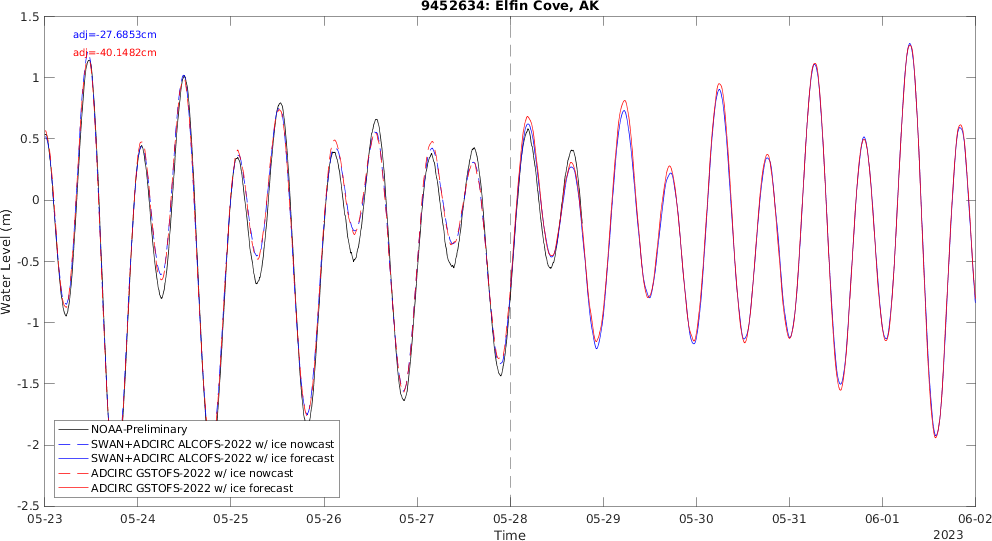 9452634: Elfin Cove, AK
adj=-27.6853cm
adj=-40.1482cm
Water Level (m)
1.5
1
0.5
0
-0.5
-1
-1.5
-2
-2.5
NOAA-Preliminary
SWAN+ADCIRC ALCOFS-2022 w/ ice nowcast
SWAN+ADCIRC ALCOFS-2022 w/ ice forecast
ADCIRC GSTOFS-2022 w/ ice nowcast
ADCIRC GSTOFS-2022 w/ ice forecast
05-23 05-24 05-25 05-26 05-27 05-28 05-29 05-30 05-31 06-01 06-02
Time
2023